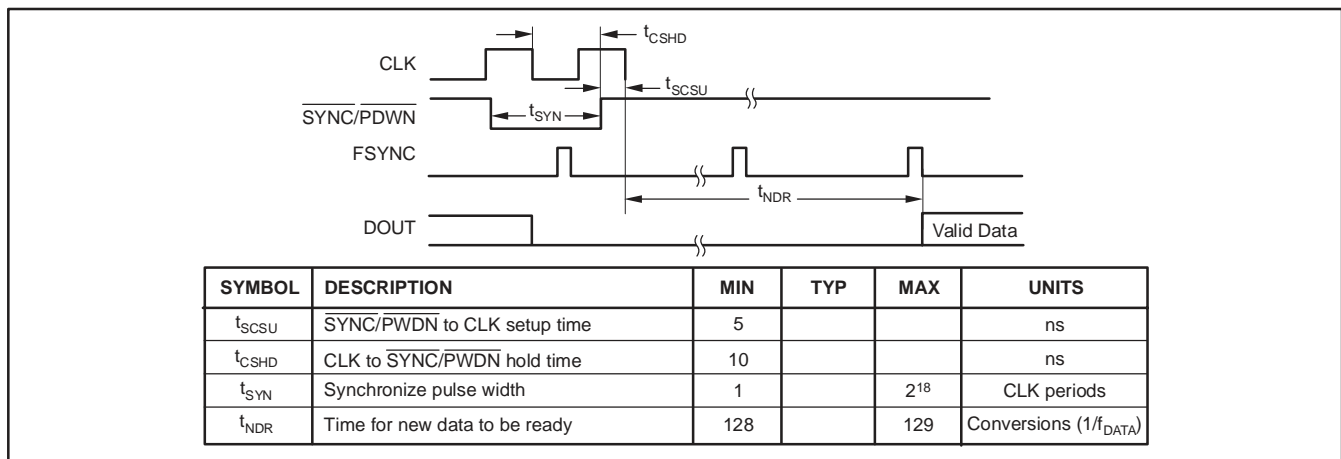 t_CSHD
CLK
t_SCSU
SYNC/PDWN
t_SYN
FSYNC
t_NDR
DOUT
Valid Data
SYMBOL DESCRIPTION MIN TYP MAX UNITS
t_SCSU SYNC/PWDN to CLK setup time 5 ns
t_CSHD CLK to SYNC/PWDN hold time 10 ns
t_SYN Synchronize pulse width 1 2^18 CLK periods
t_NDR Time for new data to be ready 128 129 Conversions (1/f_DATA)